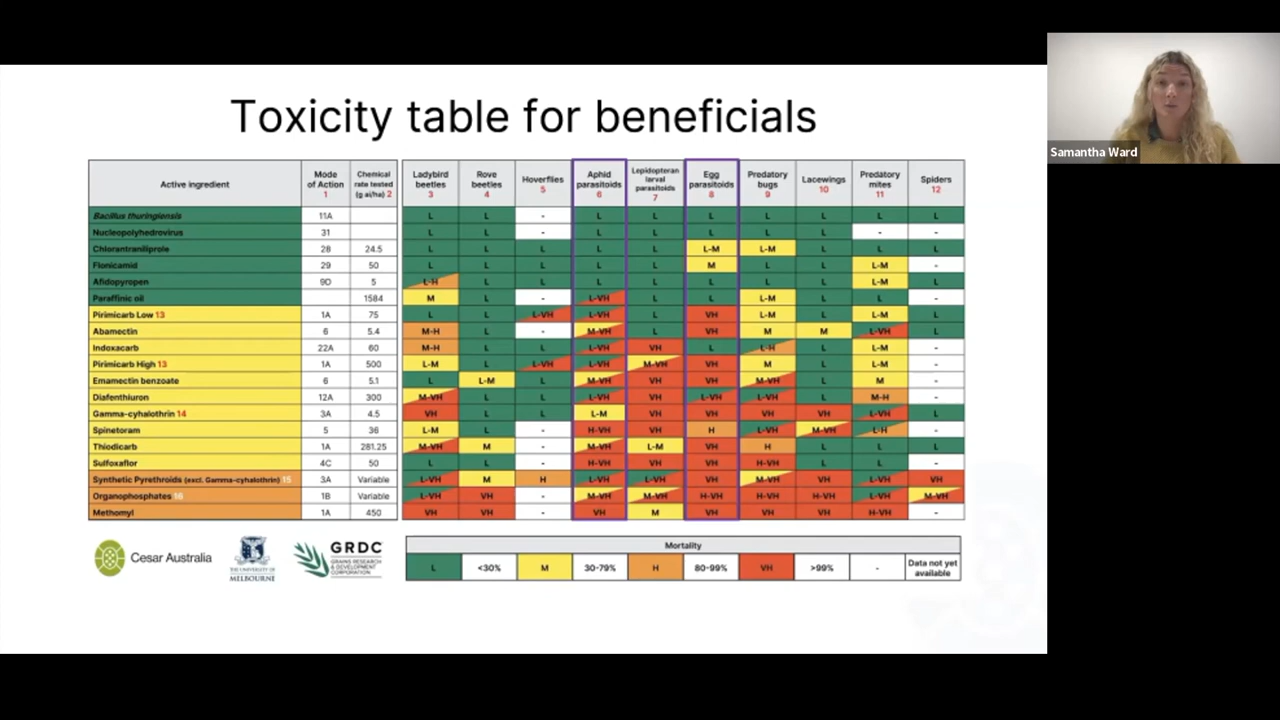 Toxicity table for beneficials
Samantha Ward
Active ingredient Mode of Action 1 Chemical rate tested (g ai/ha) 2 Ladybird beetles 3 Rove beetles 4 Hoverflies 5 Aphid parasitoids 6 Lepidopteran larval parasitoids 7 Egg parasitoids 8 Predatory bugs 9 Lacewings 10 Predatory mites 11 Spiders 12
Bacillus thuringiensis 11A L L - L L L L L L L
Nucleopolyhedrovirus 31 L L - L L L L L - -
Chlorantraniliprole 28 24.5 L L L L L L-M L-M L L L
Flonicamid 29 50 L L L L L M L L L-M -
Afidopyropen 9D 5 L-H L L L L L L L L-M L
Paraffinic oil 1584 M L - L-VH L L L-M L L -
Pirimicarb Low 13 1A 75 L L L-VH L-VH L VH L-M L L-M L
Abamectin 6 5.4 M-H L - M-VH L VH M M L-VH L
Indoxacarb 22A 60 M-H L L L-VH VH L L-H L L-M -
Pirimicarb High 13 1A 500 L-M L L-VH L-VH M-VH VH M L L-M -
Emamectin benzoate 6 5.1 L L-M L M-VH VH VH M-VH L M -
Diafenthiuron 12A 300 M-VH L L L-VH VH L-VH L-VH L M-H -
Gamma-cyhalothrin 14 3A 4.5 VH L L L-M VH VH VH VH L-VH L
Spinetoram 5 36 L-M L - H-VH VH H L-VH M-VH L-H -
Thiodicarb 1A 281.25 M-VH M - M-VH L-M VH H L L L
Sulfoxaflor 4C 50 L L - H-VH VH VH H-VH L L -
Synthetic Pyrethroids (excl. Gamma-cyhalothrin) 15 3A Variable L-VH M H L-VH L-VH VH M-VH VH L-VH VH
Organophosphates 16 1B Variable L-VH VH - M-VH M-VH H-VH H-VH H-VH L-VH M-VH
Methomyl 1A 450 VH VH - VH M VH VH VH H-VH -
Cesar Australia
THE UNIVERSITY OF
MELBOURNE
GRDC
GRAINS RESEARCH
& DEVELOPMENT
CORPORATION
Mortality
L <30% M 30-79% H 80-99% VH >99% - Data not yet available